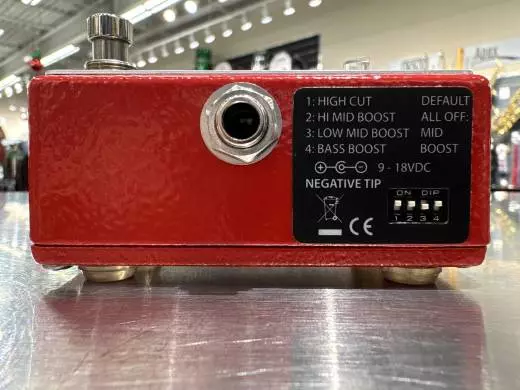 1: HIGH CUT DEFAULT
2: HI MID BOOST ALL OFF:
3: LOW MID BOOST MID
4: BASS BOOST BOOST
+ - 9 - 18VDC
NEGATIVE TIP
ON DIP
1 2 3 4
CE